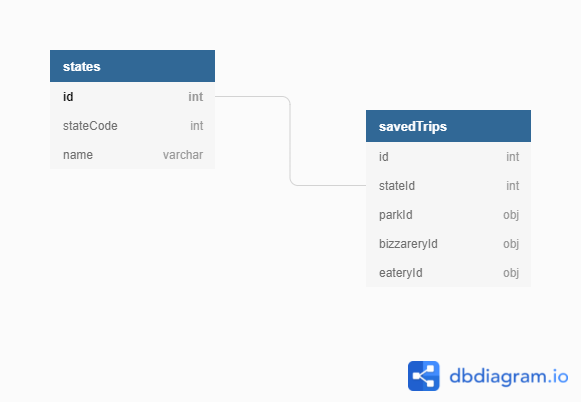 states
id int
stateCode int
name varchar
savedTrips
id int
stateId int
parkId obj
bizzareryId obj
eateryId obj
dbdiagram.io